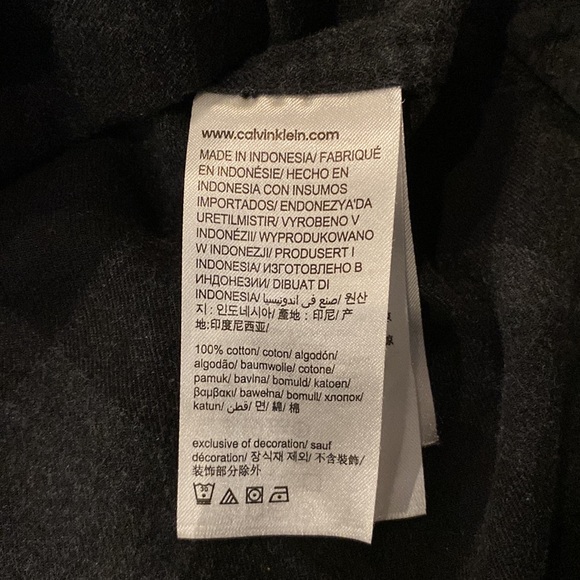 www.calvinklein.com
MADE IN INDONESIA/ FABRIQUÉ
EN INDONÉSIE/ HECHO EN
INDONESIA CON INSUMOS
IMPORTADOS/ ENDONEZYA'DA
URETILMISTIR/ VYROBENO V
INDONÉZII/ WYPRODUKOWANO
W INDONEZJI/ PRODUSERT I
INDONESIA/ ИЗГОТОВЛЕНО В
ИНДОНЕЗИИ/ DIBUAT DI
INDONESIA/ صنع في اندونيسيا/ 원산
지 : 인도네시아/ 產地 : 印尼/ 产
地:印度尼西亚/
100% cotton/ coton/ algodón/
algodão/ baumwolle/ cotone/
pamuk/ bavlna/ bomuld/ katoen/
βαμβακι/ bawełna/ bomull/ хлопок/
katun/ قطن/ 면/ 綿/ 棉
exclusive of decoration/ sauf
décoration/ 장식재 제외/ 不含裝飾/
装饰部分除外
30